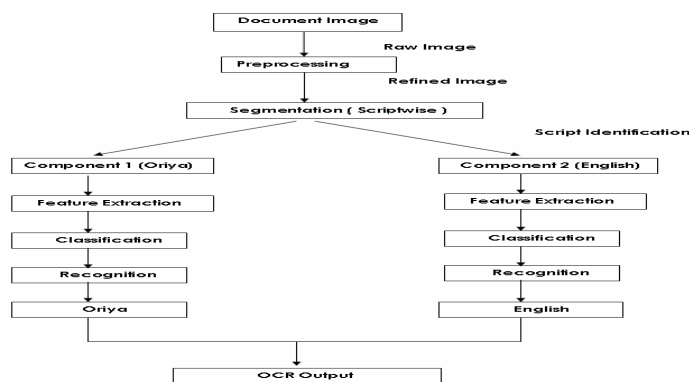 Document Image
Raw Image
Preprocessing
Refined Image
Segmentation ( Scriptwise )
Script Identification
Component 1 (Oriya)
Component 2 (English)
Feature Extraction
Feature Extraction
Classification
Classification
Recognition
Recognition
Oriya
English
OCR Output